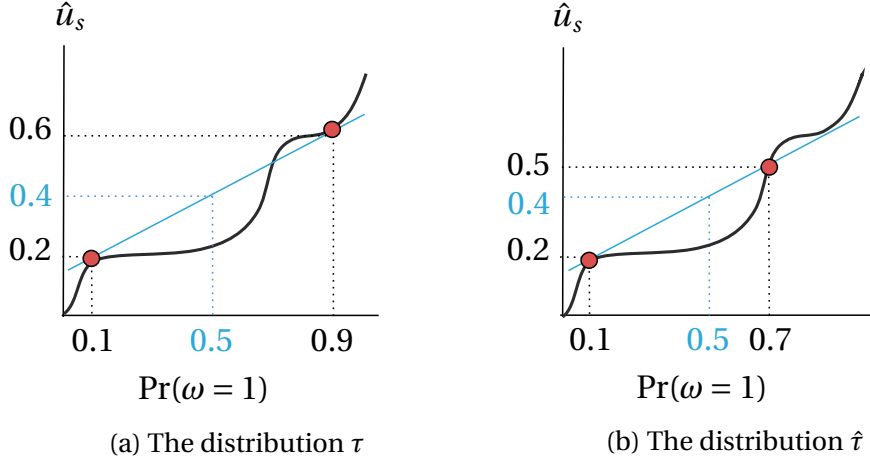 û_s
0.6
0.4
0.2
0.1 0.5 0.9
Pr(ω = 1)
(a) The distribution τ
û_s
0.5
0.4
0.2
0.1 0.5 0.7
Pr(ω = 1)
(b) The distribution τ̂